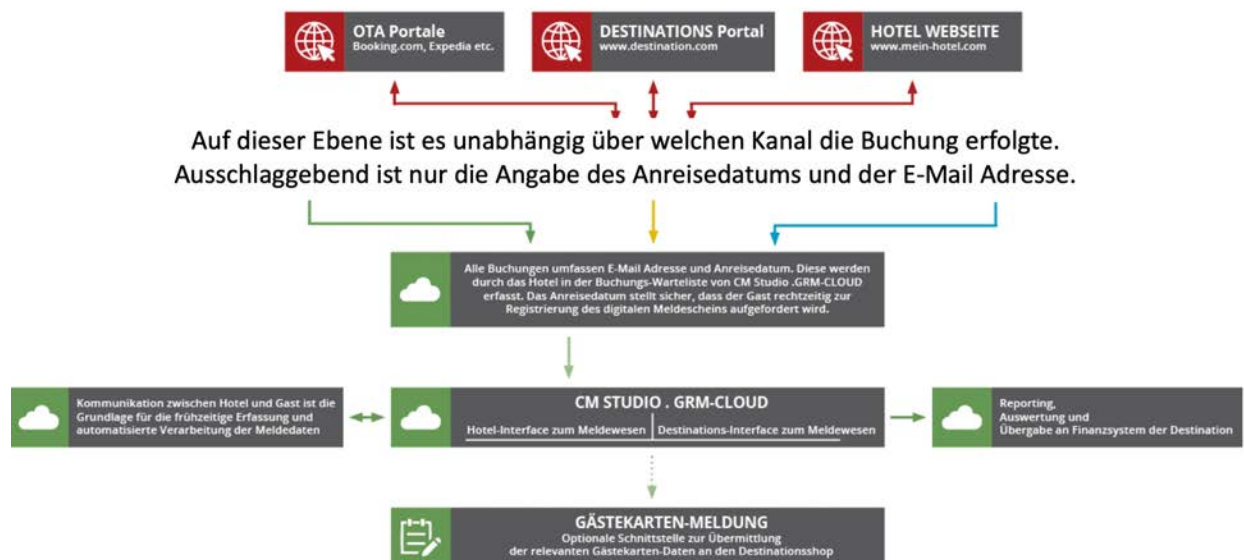 OTA Portale
Booking.com, Expedia etc.
DESTINATIONS Portal
www.destination.com
HOTEL WEBSEITE
www.mein-hotel.com
Auf dieser Ebene ist es unabhängig über welchen Kanal die Buchung erfolgte.
Ausschlaggebend ist nur die Angabe des Anreisedatums und der E-Mail Adresse.
Alle Buchungen umfassen E-Mail Adresse und Anreisedatum. Diese werden
durch das Hotel in der Buchungs-Warteliste von CM Studio .GRM-CLOUD
erfasst. Das Anreisedatum stellt sicher, dass der Gast rechtzeitig zur
Registrierung des digitalen Meldescheins aufgefordert wird.
Kommunikation zwischen Hotel und Gast ist die
Grundlage für die frühzeitige Erfassung und
automatisierte Verarbeitung der Meldedaten
CM STUDIO . GRM-CLOUD
Hotel-Interface zum Meldewesen
Destinations-Interface zum Meldewesen
Reporting,
Auswertung und
Übergabe an Finanzsystem der Destination
GÄSTEKARTEN-MELDUNG
Optionale Schnittstelle zur Übermittlung
der relevanten Gästekarten-Daten an den Destinationsshop